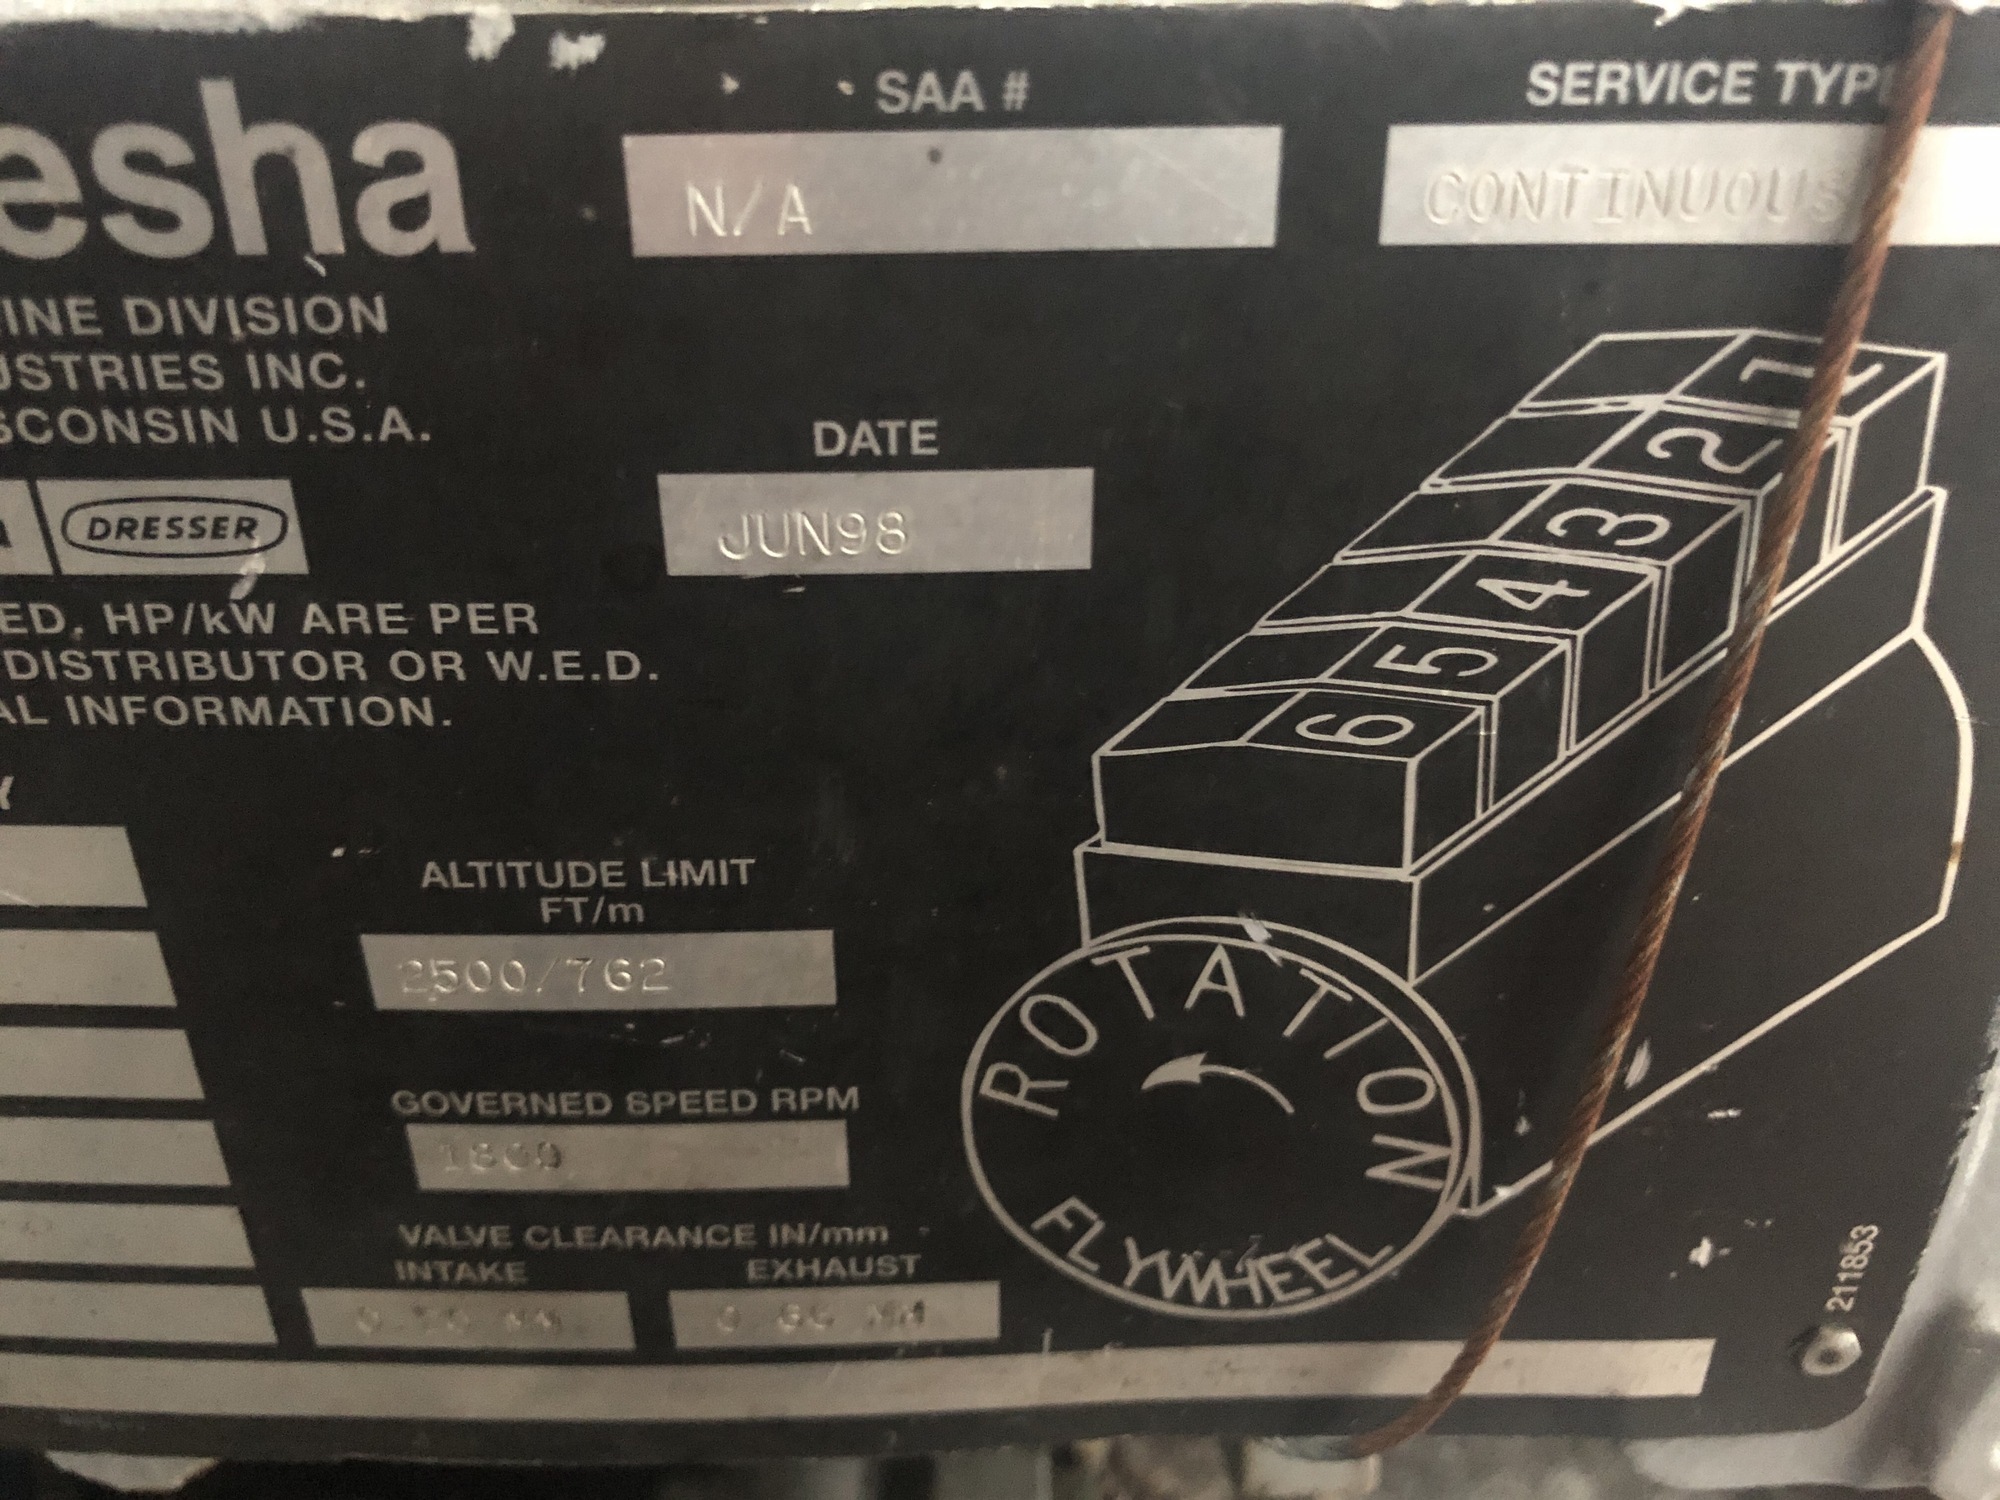 esha
SAA #
N/A
SERVICE TYPE
CONTINUOUS
INE DIVISION
USTRIES INC.
SCONSIN U.S.A.
DRESSER
DATE
JUN98
ED. HP/kW ARE PER
DISTRIBUTOR OR W.E.D.
AL INFORMATION.
Y
ALTITUDE LIMIT
FT/m
2500/762
GOVERNED SPEED RPM
1800
VALVE CLEARANCE IN/mm
INTAKE
EXHAUST
1
2
3
4
5
6
ROTATION
FLYWHEEL
211853